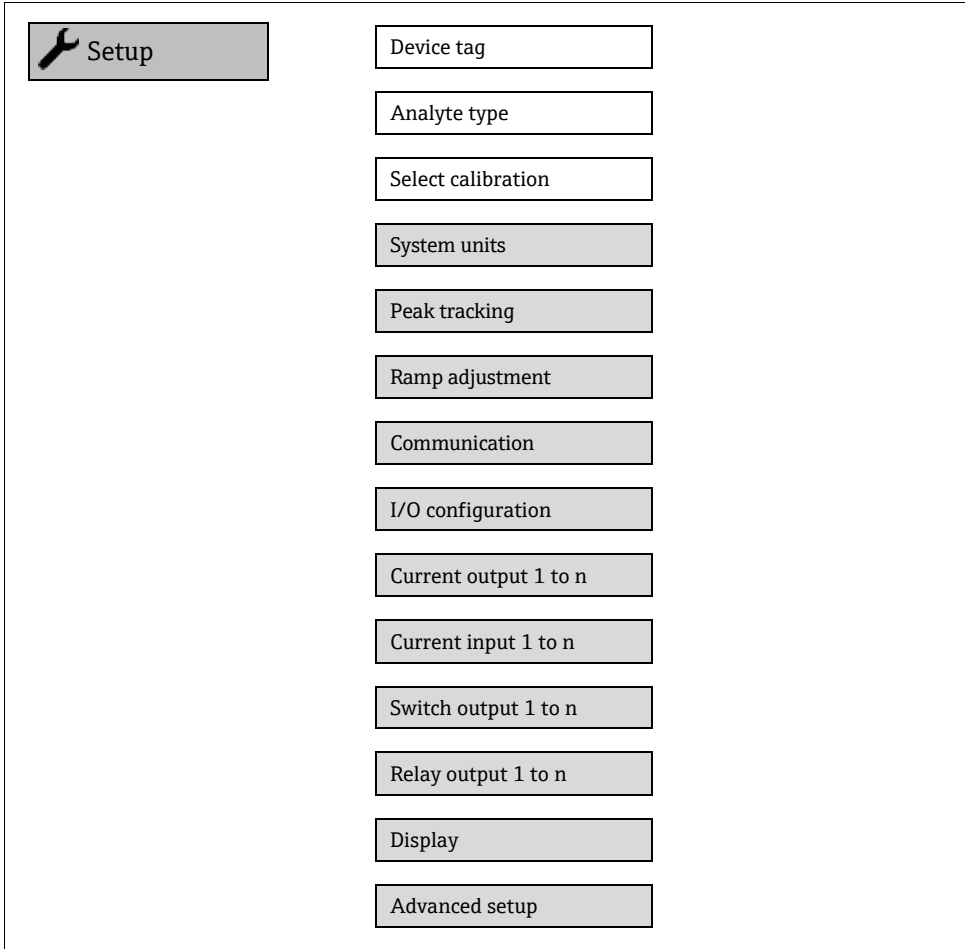 Setup
Device tag
Analyte type
Select calibration
System units
Peak tracking
Ramp adjustment
Communication
I/O configuration
Current output 1 to n
Current input 1 to n
Switch output 1 to n
Relay output 1 to n
Display
Advanced setup